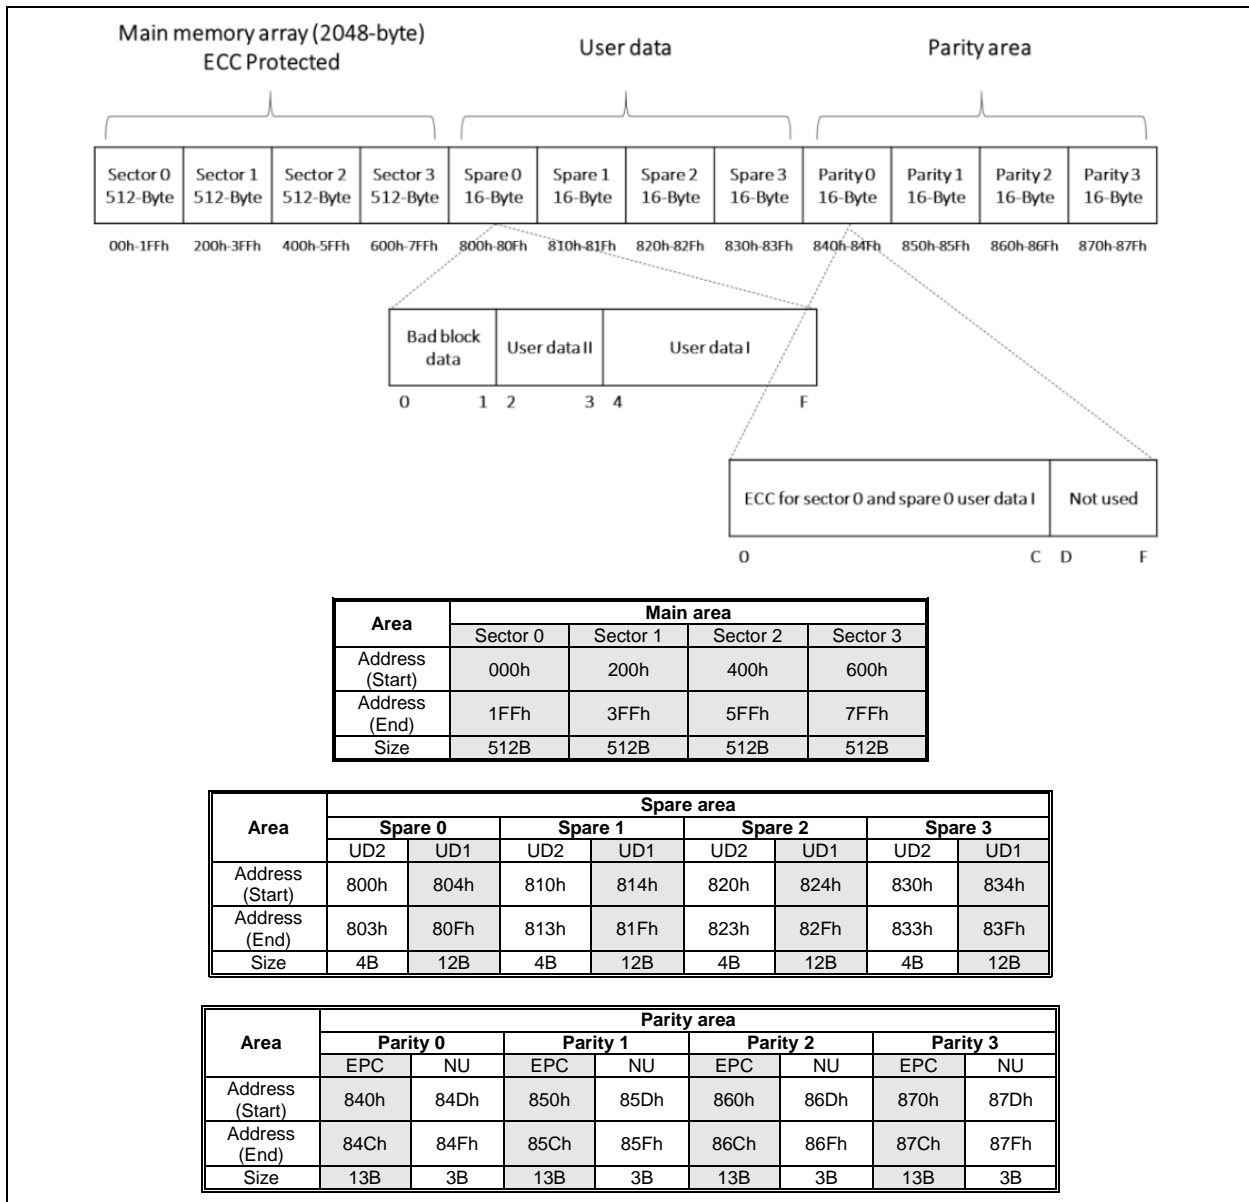 Main memory array (2048-byte)
ECC Protected
User data
Parity area
Sector 0 Sector 1 Sector 2 Sector 3 Spare 0 Spare 1 Spare 2 Spare 3 Parity 0 Parity 1 Parity 2 Parity 3
512-Byte 512-Byte 512-Byte 512-Byte 16-Byte 16-Byte 16-Byte 16-Byte 16-Byte 16-Byte 16-Byte 16-Byte
00h-1FFh 200h-3FFh 400h-5FFh 600h-7FFh 800h-80Fh 810h-81Fh 820h-82Fh 830h-83Fh 840h-84Fh 850h-85Fh 860h-86Fh 870h-87Fh
Bad block
data
User data II
User data I
0 1 2 3 4 F
ECC for sector 0 and spare 0 user data I Not used
0 C D F
Area Main area
Sector 0 Sector 1 Sector 2 Sector 3
Address
(Start) 000h 200h 400h 600h
Address
(End) 1FFh 3FFh 5FFh 7FFh
Size 512B 512B 512B 512B
Area Spare area
Spare 0 Spare 1 Spare 2 Spare 3
UD2 UD1 UD2 UD1 UD2 UD1 UD2 UD1
Address
(Start) 800h 804h 810h 814h 820h 824h 830h 834h
Address
(End) 803h 80Fh 813h 81Fh 823h 82Fh 833h 83Fh
Size 4B 12B 4B 12B 4B 12B 4B 12B
Area Parity area
Parity 0 Parity 1 Parity 2 Parity 3
EPC NU EPC NU EPC NU EPC NU
Address
(Start) 840h 84Dh 850h 85Dh 860h 86Dh 870h 87Dh
Address
(End) 84Ch 84Fh 85Ch 85Fh 86Ch 86Fh 87Ch 87Fh
Size 13B 3B 13B 3B 13B 3B 13B 3B